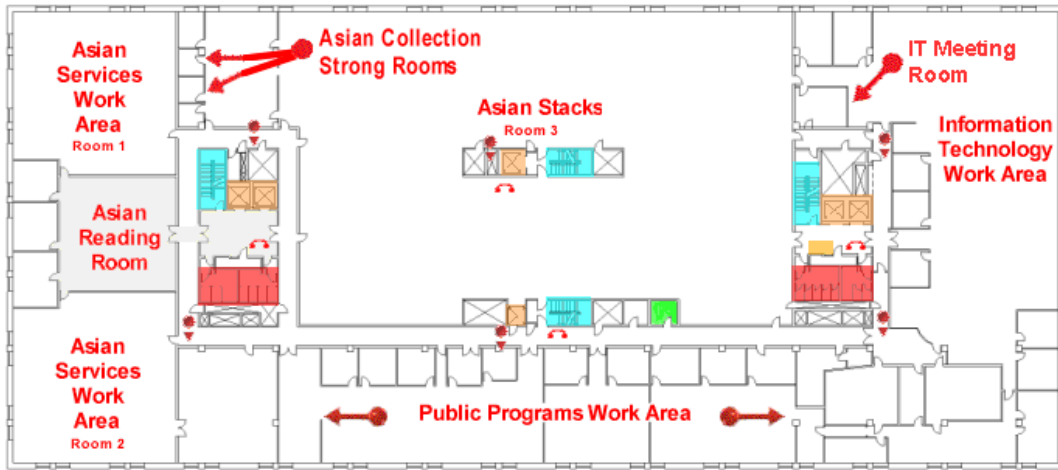 Asian
Services
Work
Area
Room 1
Asian Collection
Strong Rooms
IT Meeting
Room
Asian Stacks
Room 3
Information
Technology
Work Area
Asian
Reading
Room
Asian
Services
Work
Area
Room 2
Public Programs Work Area